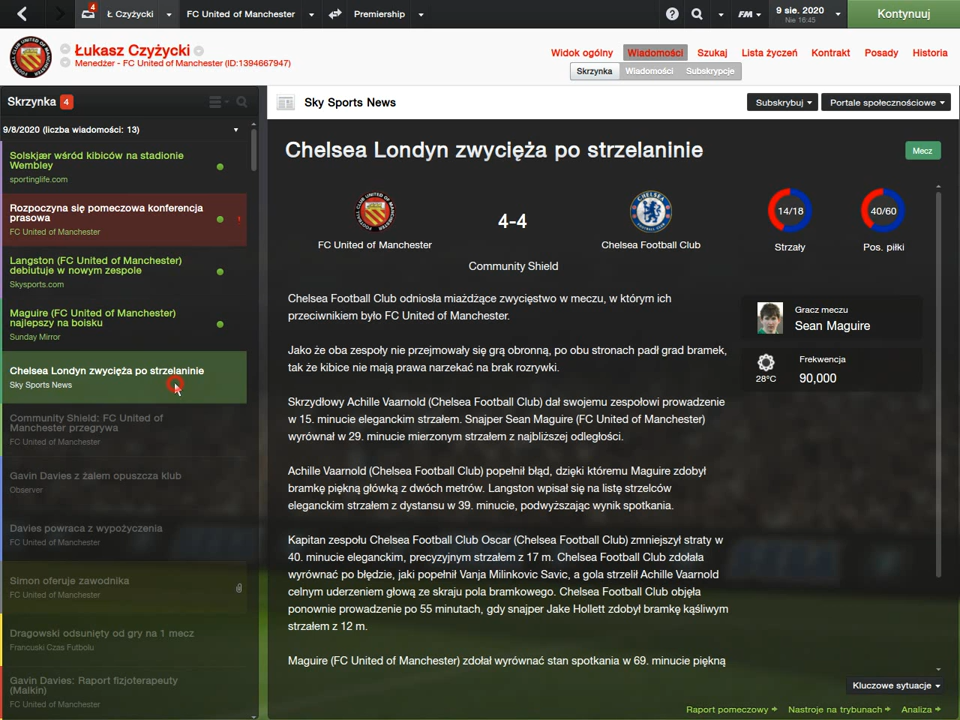 4
Ł. Czyżycki
FC United of Manchester
Premiership
FM
9 sie. 2020
Nie 16:45
Kontynuuj
Łukasz Czyżycki
Menedżer - FC United of Manchester (ID:1394667947)
Widok ogólny
Wiadomości
Szukaj
Lista życzeń
Kontrakt
Posady
Historia
Skrzynka
Wiadomości
Subskrypcje
Skrzynka 4
9/8/2020 (liczba wiadomości: 13)
Solskjær wśród kibiców na stadionie
Wembley
sportinglife.com
Rozpoczyna się pomeczowa konferencja
prasowa
FC United of Manchester
Langston (FC United of Manchester)
debiutuje w nowym zespole
Skysports.com
Maguire (FC United of Manchester)
najlepszy na boisku
Sunday Mirror
Chelsea Londyn zwycięża po strzelaninie
Sky Sports News
Community Shield: FC United of
Manchester przegrywa
FC United of Manchester
Gavin Davies z żalem opuszcza klub
Observer
Davies powraca z wypożyczenia
FC United of Manchester
Simon oferuje zawodnika
FC United of Manchester
Dragowski odsunięty od gry na 1 mecz
Francuski Czas Futbolu
Gavin Davies: Raport fizjoterapeuty
(Malkin)
FC United of Manchester
Sky Sports News
Subskrybuj
Portale społecznościowe
Chelsea Londyn zwycięża po strzelaninie
Mecz
4-4
FC United of Manchester
Chelsea Football Club
Community Shield
14/18
40/60
Strzały
Pos. piłki
Chelsea Football Club odniosła miażdżące zwycięstwo w meczu, w którym ich
przeciwnikiem było FC United of Manchester.
Jako że oba zespoły nie przejmowały się grą obronną, po obu stronach padł grad bramek,
tak że kibice nie mają prawa narzekać na brak rozrywki.
Skrzydłowy Achille Vaarnold (Chelsea Football Club) dał swojemu zespołowi prowadzenie
w 15. minucie eleganckim strzałem. Snajper Sean Maguire (FC United of Manchester)
wyrównał w 29. minucie mierzonym strzałem z najbliższej odległości.
Achille Vaarnold (Chelsea Football Club) popełnił błąd, dzięki któremu Maguire zdobył
bramkę piękną główką z dwóch metrów. Langston wpisał się na listę strzelców
eleganckim strzałem z dystansu w 39. minucie, podwyższając wynik spotkania.
Kapitan zespołu Chelsea Football Club Oscar (Chelsea Football Club) zmniejszył straty w
40. minucie eleganckim, precyzyjnym strzałem z 17 m. Chelsea Football Club zdołała
wyrównać po błędzie, jaki popełnił Vanja Milinkovic Savic, a gola strzelił Achille Vaarnold
celnym uderzeniem głową ze skraju pola bramkowego. Chelsea Football Club objęła
ponownie prowadzenie po 55 minutach, gdy snajper Jake Hollett zdobył bramkę kąśliwym
strzałem z 12 m.
Maguire (FC United of Manchester) zdołał wyrównać stan spotkania w 69. minucie piękną
Gracz meczu
Sean Maguire
28°C
Frekwencja
90,000
Kluczowe sytuacje
Raport pomeczowy
Nastroje na trybunach
Analiza